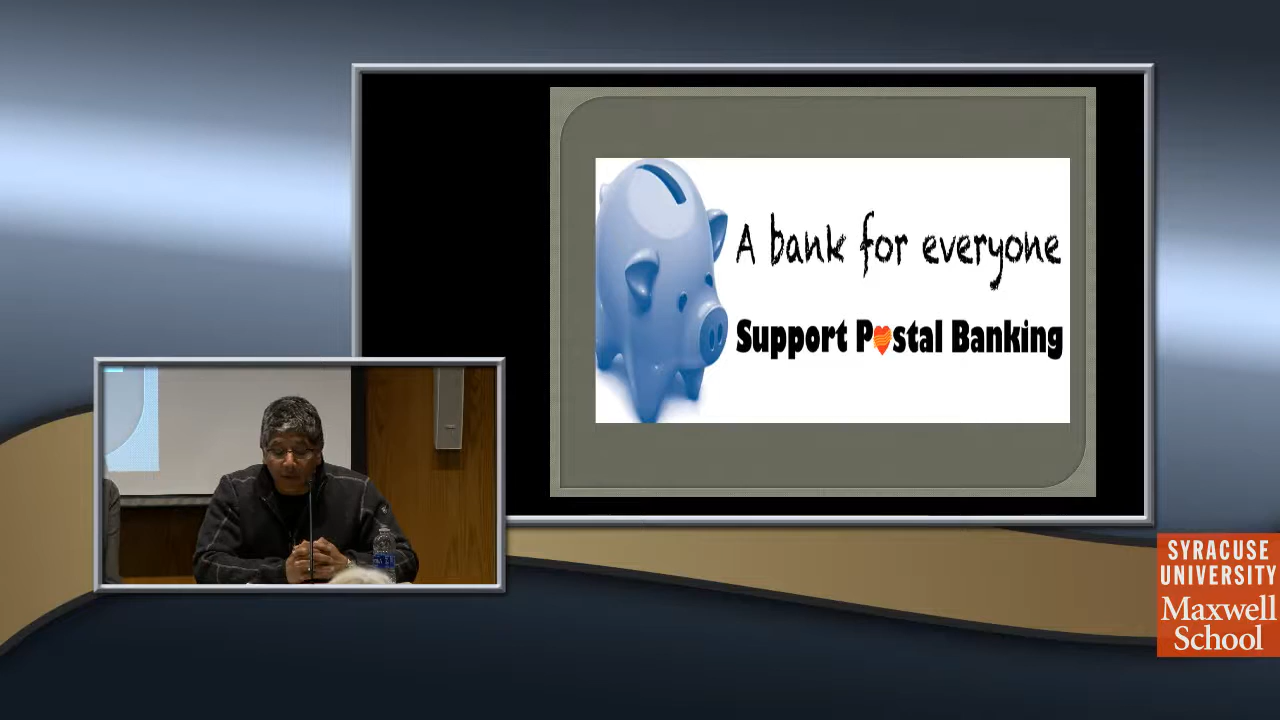 A bank for everyone
Support Postal Banking
SYRACUSE
UNIVERSITY
Maxwell
School